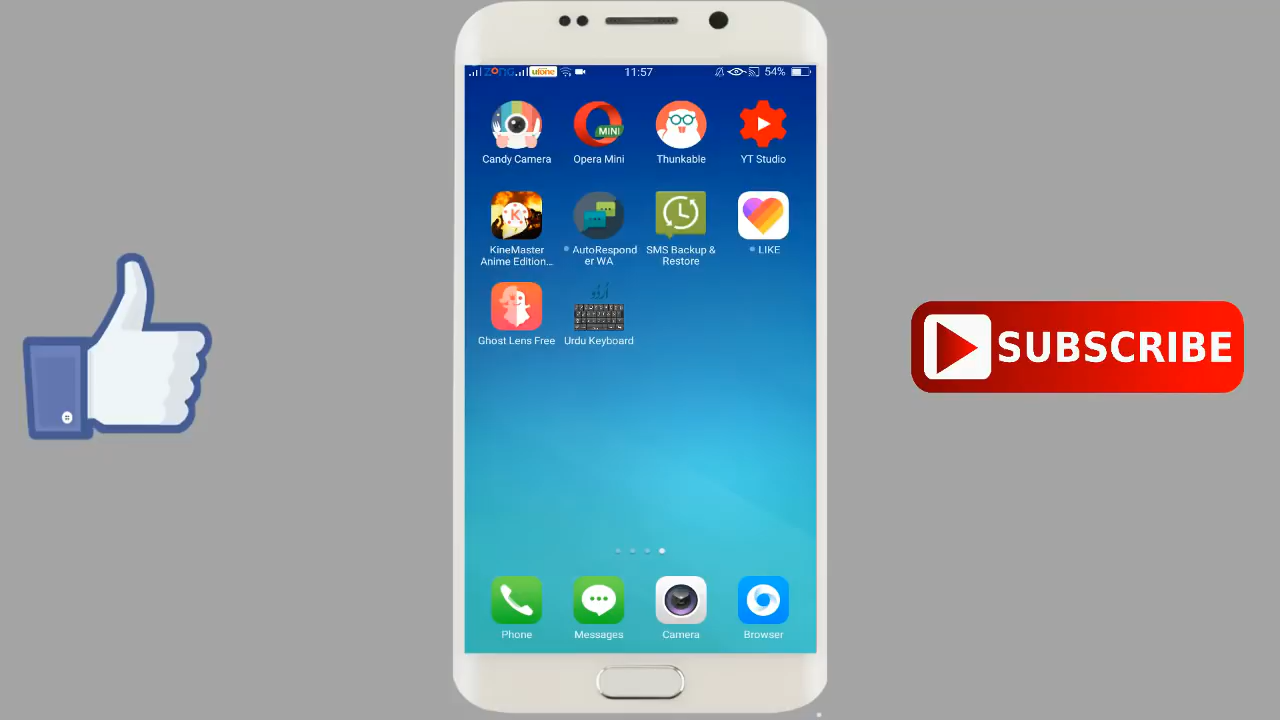 ZONG ufone 11:57 54%
Candy Camera
MINI
Opera Mini
Thunkable
YT Studio
K
KineMaster
Anime Edition...
AutoRespond
er WA
SMS Backup &
Restore
LIKE
Ghost Lens Free
اُردُو
Urdu Keyboard
SUBSCRIBE
Phone
Messages
Camera
Browser